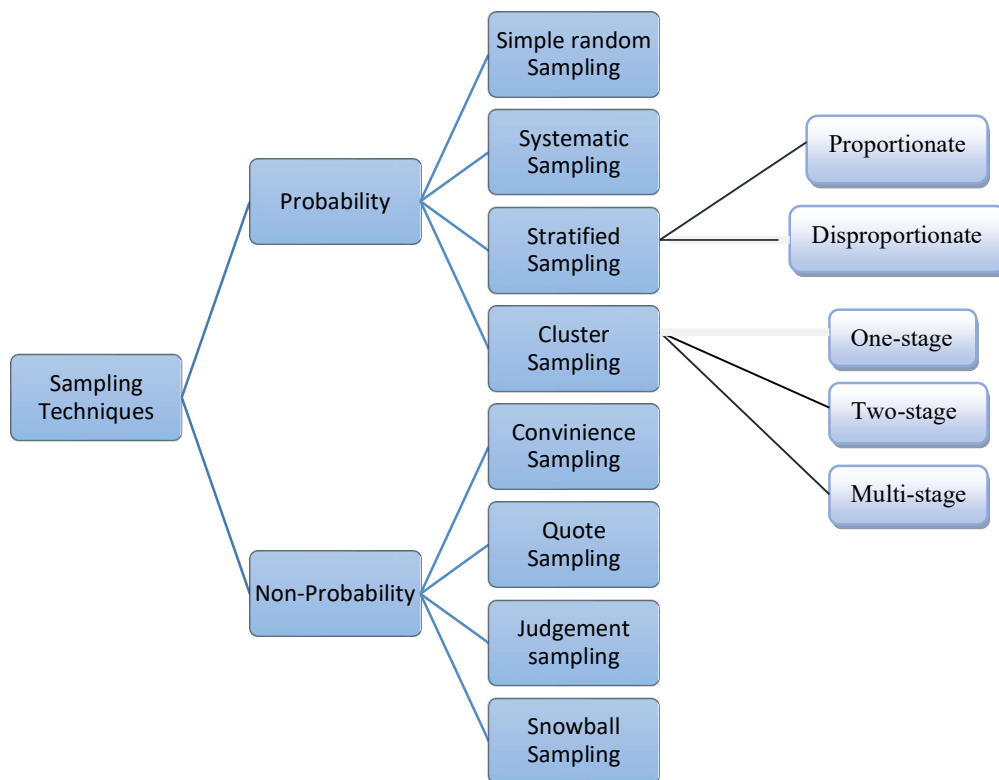 Simple random
Sampling
Systematic
Sampling
Proportionate
Probability
Stratified
Sampling
Disproportionate
Cluster
Sampling
One-stage
Sampling
Techniques
Two-stage
Convinience
Sampling
Multi-stage
Quote
Sampling
Non-Probability
Judgement
sampling
Snowball
Sampling